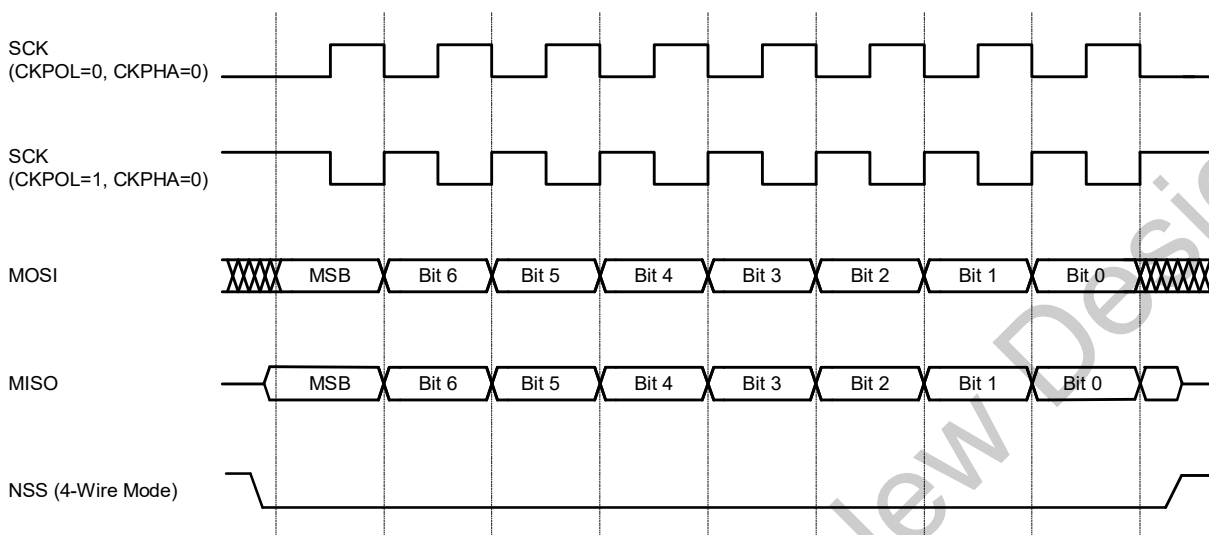 SCK
(CKPOL=0, CKPHA=0)
SCK
(CKPOL=1, CKPHA=0)
MOSI
MSB
Bit 6
Bit 5
Bit 4
Bit 3
Bit 2
Bit 1
Bit 0
MISO
MSB
Bit 6
Bit 5
Bit 4
Bit 3
Bit 2
Bit 1
Bit 0
NSS (4-Wire Mode)